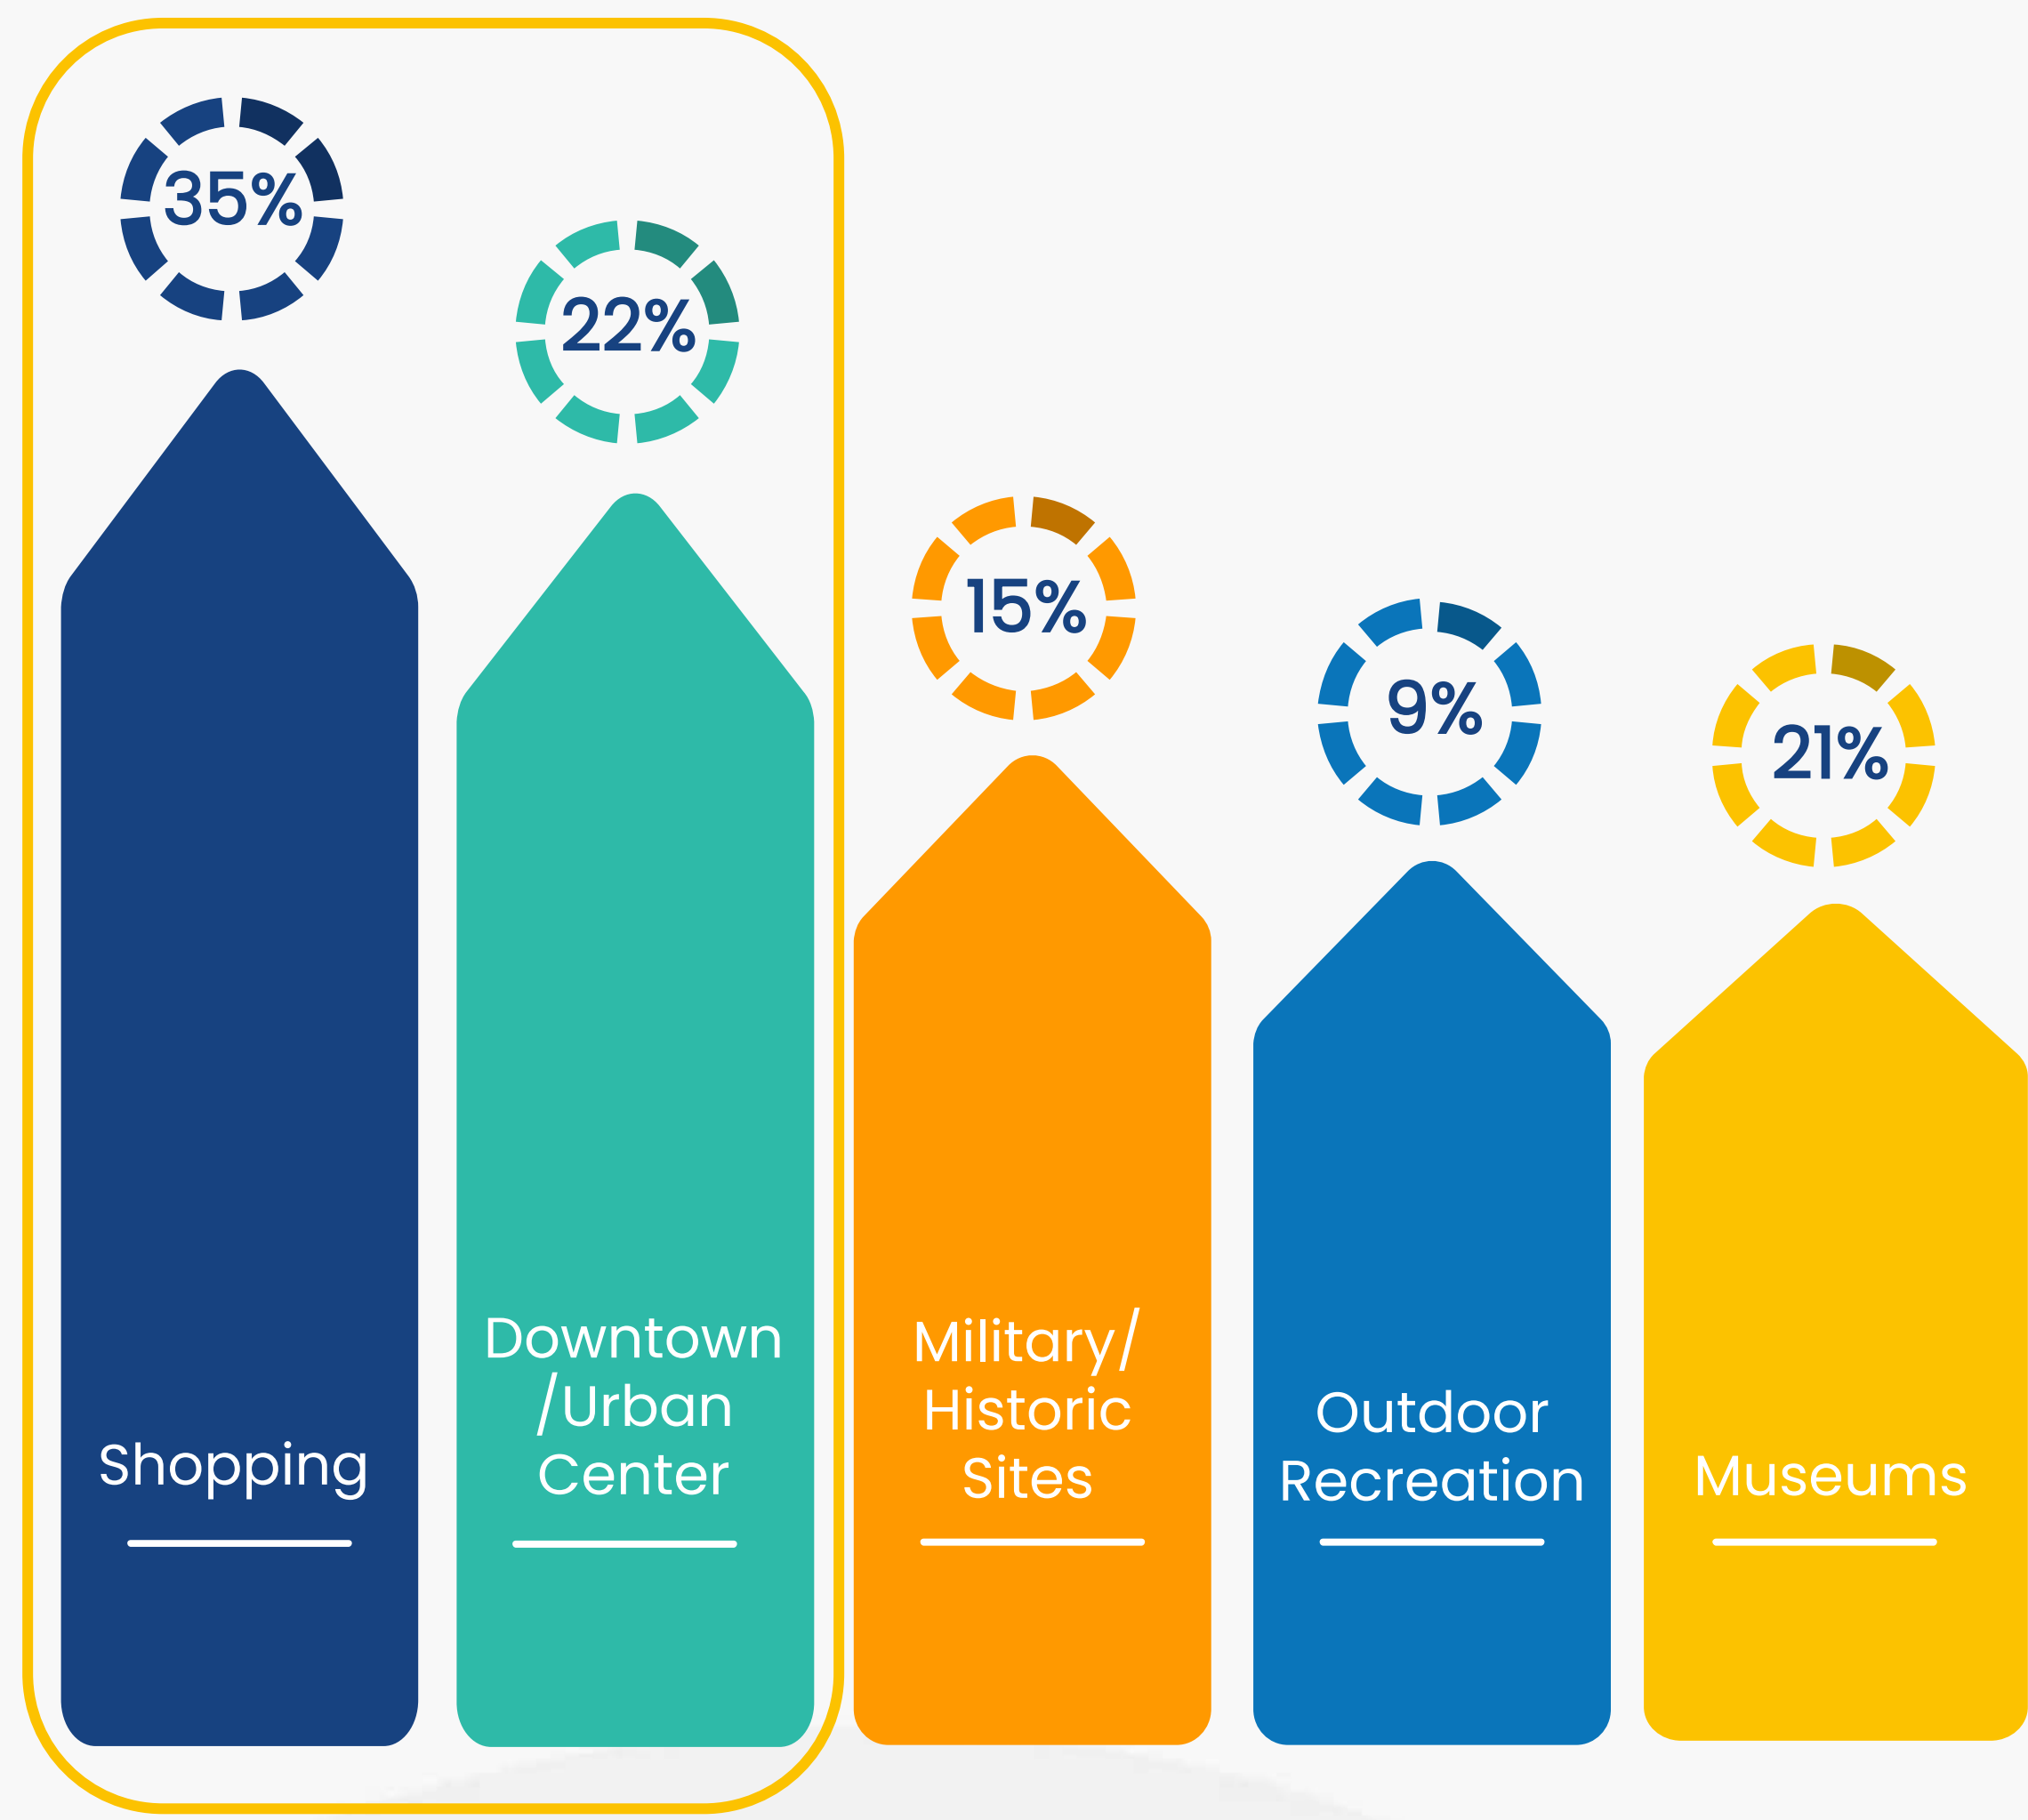 35%
22%
15%
9%
21%
Shopping
Downtown
/Urban
Center
Military/
Historic
Sites
Outdoor
Recreation
Museums